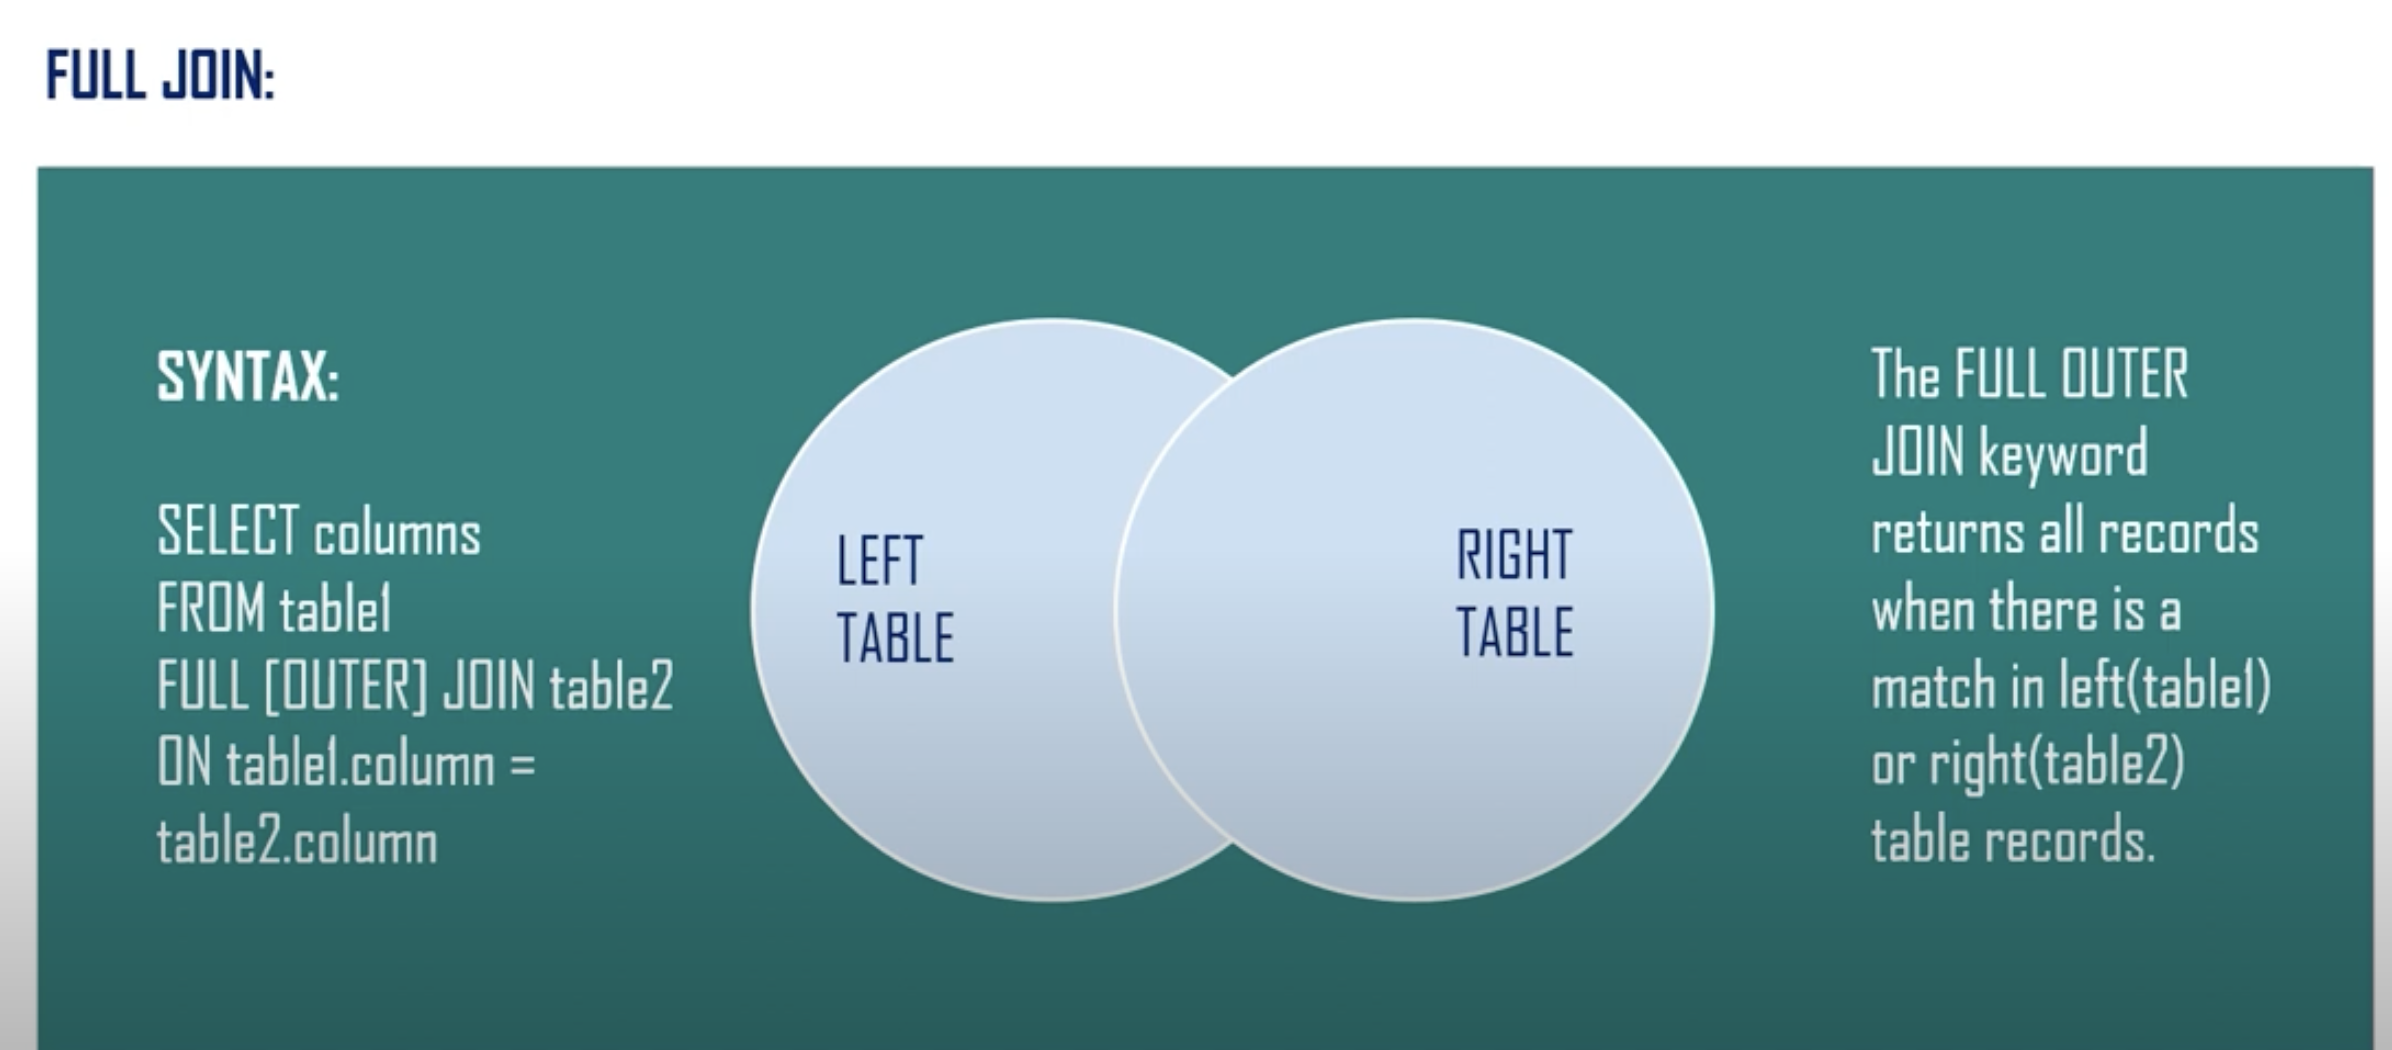 FULL JOIN:
SYNTAX:
SELECT columns
FROM table1
FULL [OUTER] JOIN table2
ON table1.column =
table2.column
LEFT
TABLE
RIGHT
TABLE
The FULL OUTER
JOIN keyword
returns all records
when there is a
match in left(table1)
or right(table2)
table records.